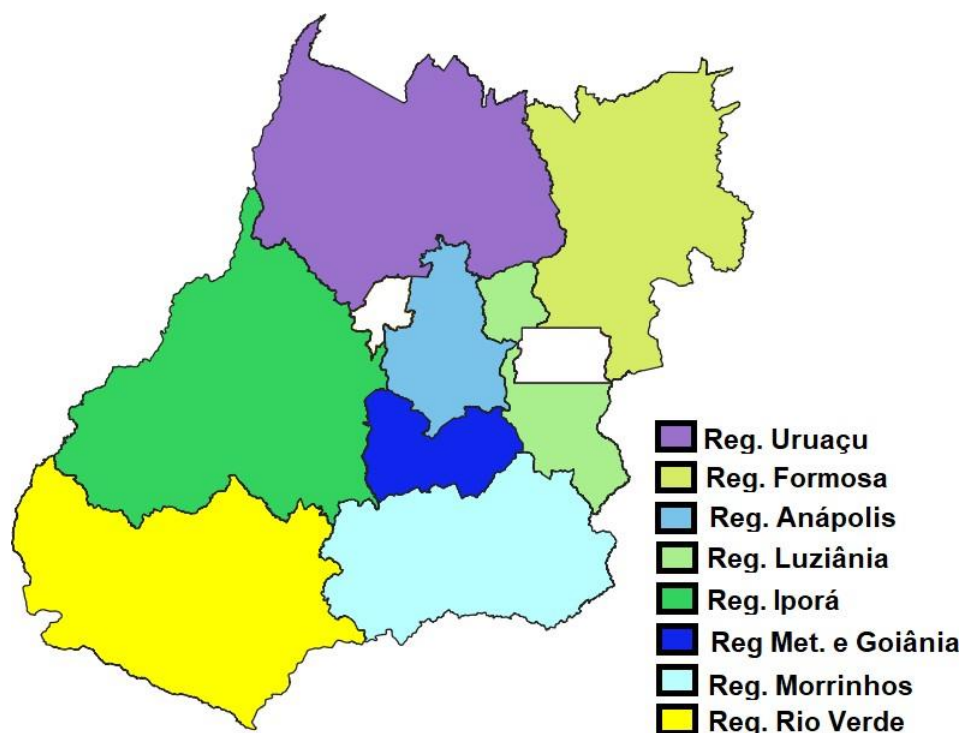 Reg. Uruaçu
Reg. Formosa
Reg. Anápolis
Reg. Luziânia
Reg. Iporá
Reg Met. e Goiânia
Reg. Morrinhos
Reg. Rio Verde